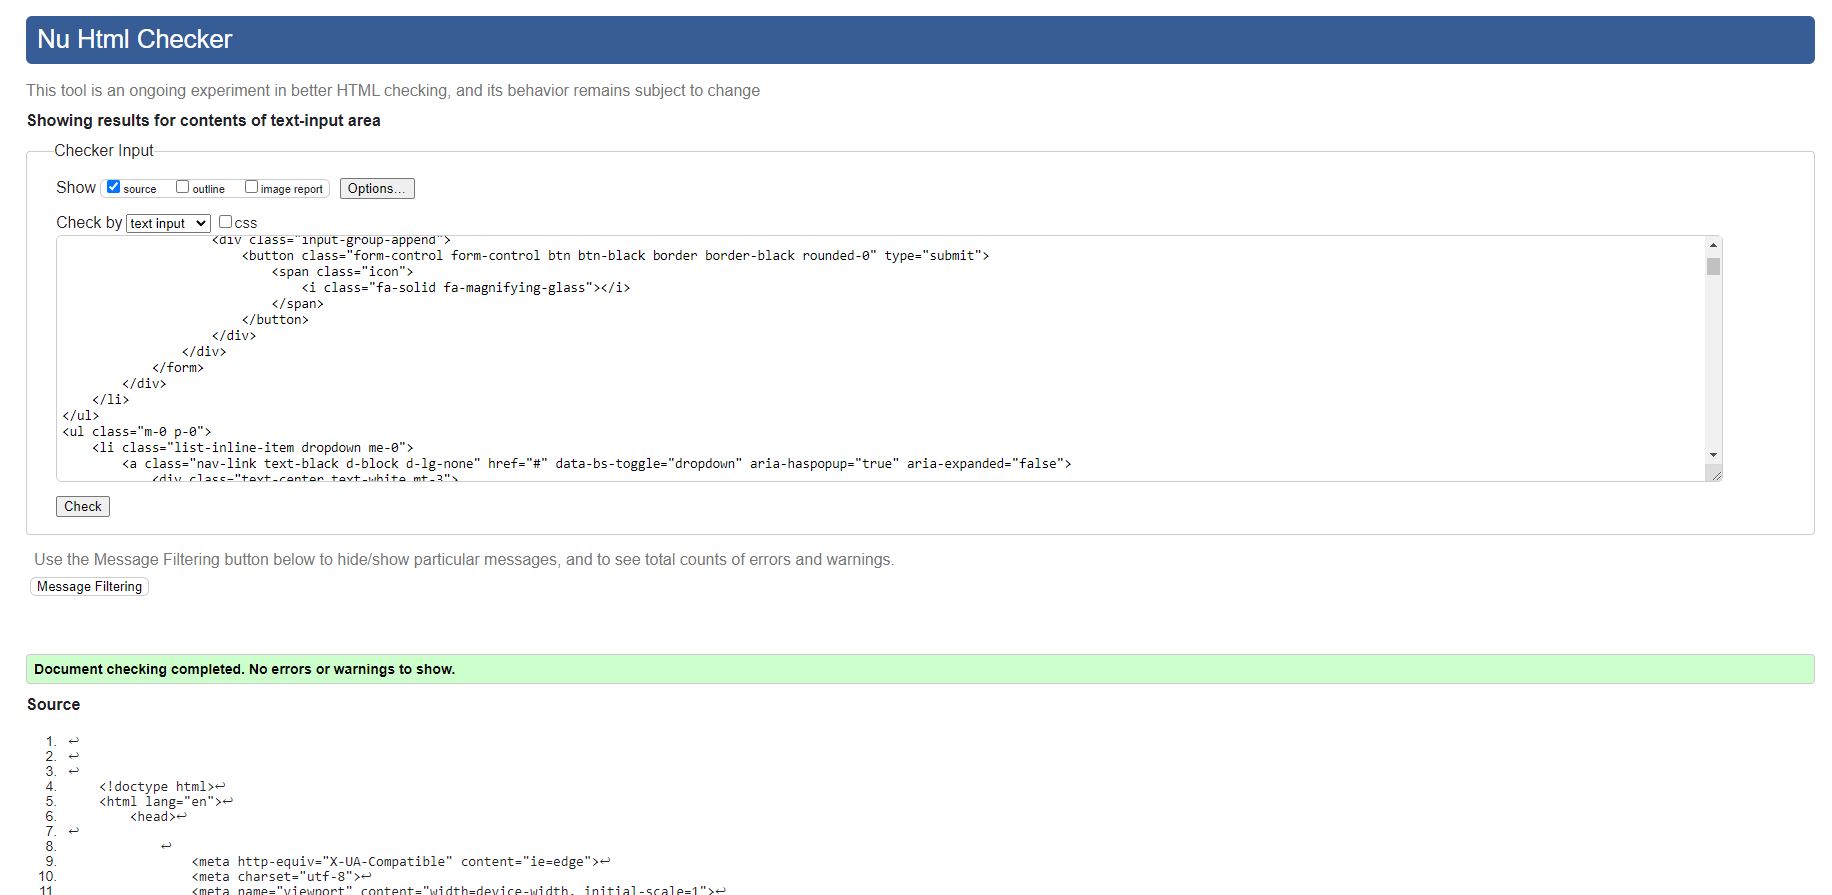 Nu Html Checker
This tool is an ongoing experiment in better HTML checking, and its behavior remains subject to change
Showing results for contents of text-input area
Checker Input
Show source outline image report Options...
Check by text input css
<div class="input-group-append">
<button class="form-control form-control btn btn-black border border-black rounded-0" type="submit">
<span class="icon">
<i class="fa-solid fa-magnifying-glass"></i>
</span>
</button>
</div>
</div>
</form>
</div>
</li>
</ul>
<ul class="m-0 p-0">
<li class="list-inline-item dropdown me-0">
<a class="nav-link text-black d-block d-lg-none" href="#" data-bs-toggle="dropdown" aria-haspopup="true" aria-expanded="false">
<div class="text-center text-white mt-3">
Check
Use the Message Filtering button below to hide/show particular messages, and to see total counts of errors and warnings.
Message Filtering
Document checking completed. No errors or warnings to show.
Source
1. ↩
2. ↩
3. ↩
4. <!doctype html>↩
5. <html lang="en">↩
6. <head>↩
7. ↩
8. ↩
9. <meta http-equiv="X-UA-Compatible" content="ie=edge">↩
10. <meta charset="utf-8">↩
11. <meta name="viewport" content="width=device-width, initial-scale=1">↩